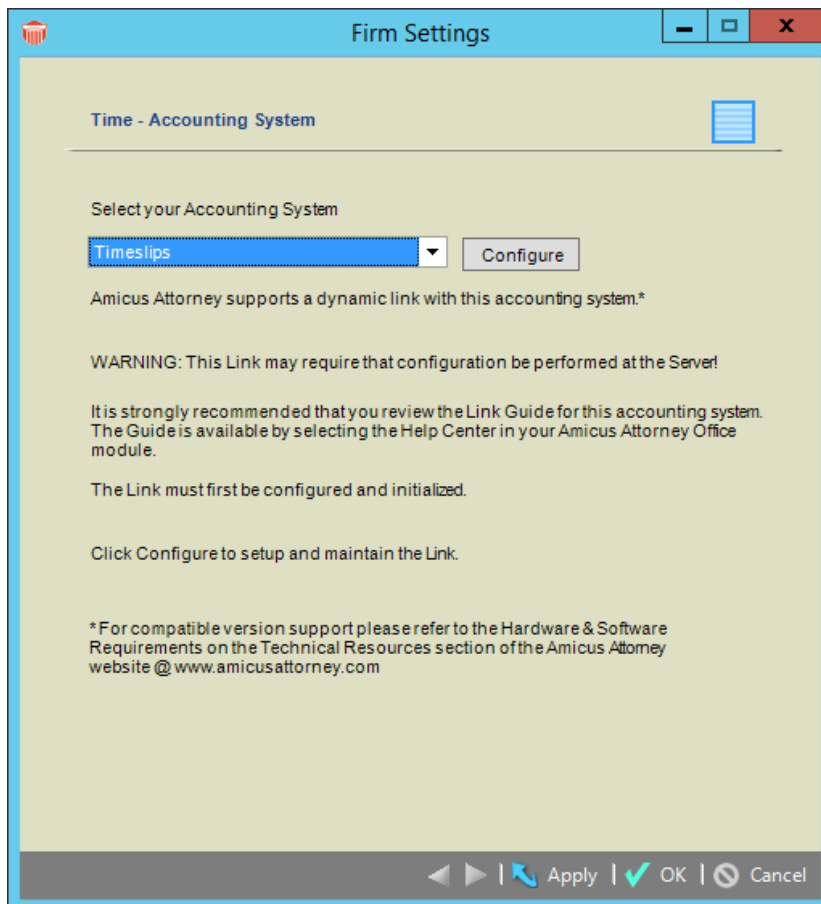 Firm Settings
Time - Accounting System
Select your Accounting System
Timeslips
Configure
Amicus Attorney supports a dynamic link with this accounting system.*
WARNING: This Link may require that configuration be performed at the Server!
It is strongly recommended that you review the Link Guide for this accounting system.
The Guide is available by selecting the Help Center in your Amicus Attorney Office
module.
The Link must first be configured and initialized.
Click Configure to setup and maintain the Link.
* For compatible version support please refer to the Hardware & Software
Requirements on the Technical Resources section of the Amicus Attorney
website @ www.amicusattorney.com
Apply
OK
Cancel